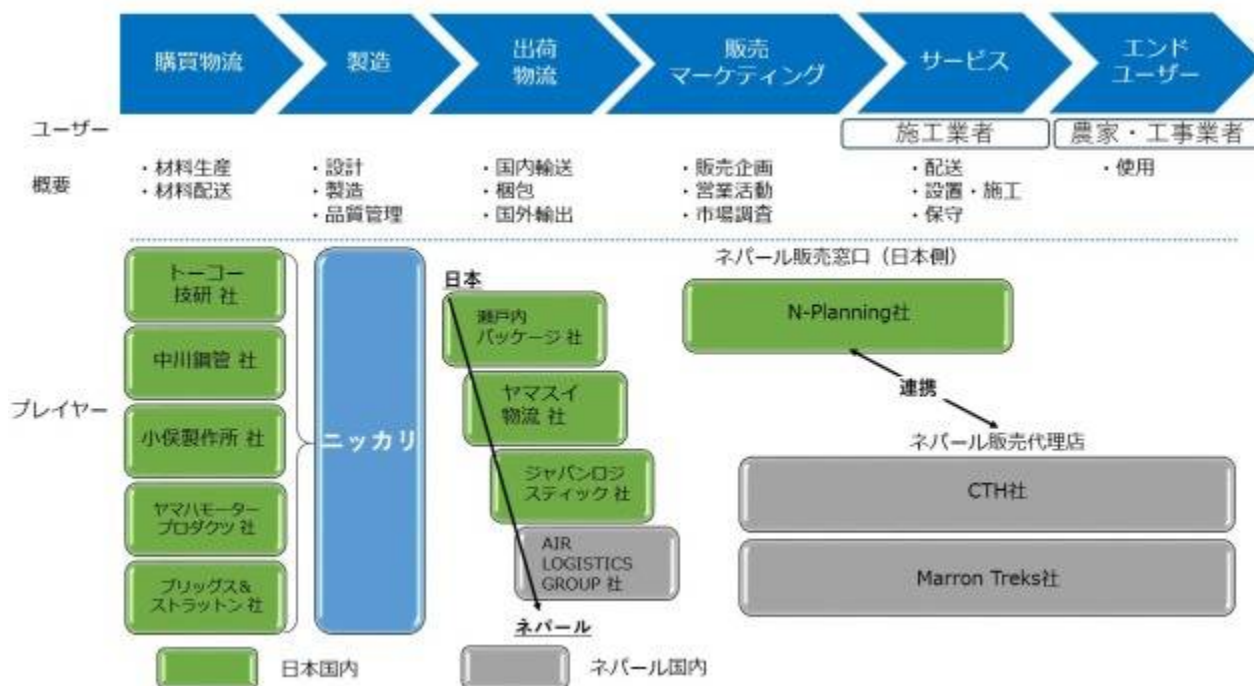 購買物流
製造
出荷
物流
販売
マーケティング
サービス
エンド
ユーザー
ユーザー
施工業者
農家・工事業者
概要
・材料生産
・材料配送
・設計
・製造
・品質管理
・国内輸送
・梱包
・国外輸出
・販売企画
・営業活動
・市場調査
・配送
・設置・施工
・保守
・使用
プレイヤー
トーコー
技研 社
中川鋼管 社
小俣製作所 社
ヤマハモーター
プロダクツ 社
ブリッグス&
ストラットン 社
ニッカリ
日本
瀬戸内
パッケージ 社
ヤマスイ
物流 社
ジャパンロジ
スティック 社
AIR
LOGISTICS
GROUP 社
ネパール
ネパール販売窓口（日本側）
N-Planning社
連携
ネパール販売代理店
CTH社
Marron Treks社
日本国内
ネパール国内